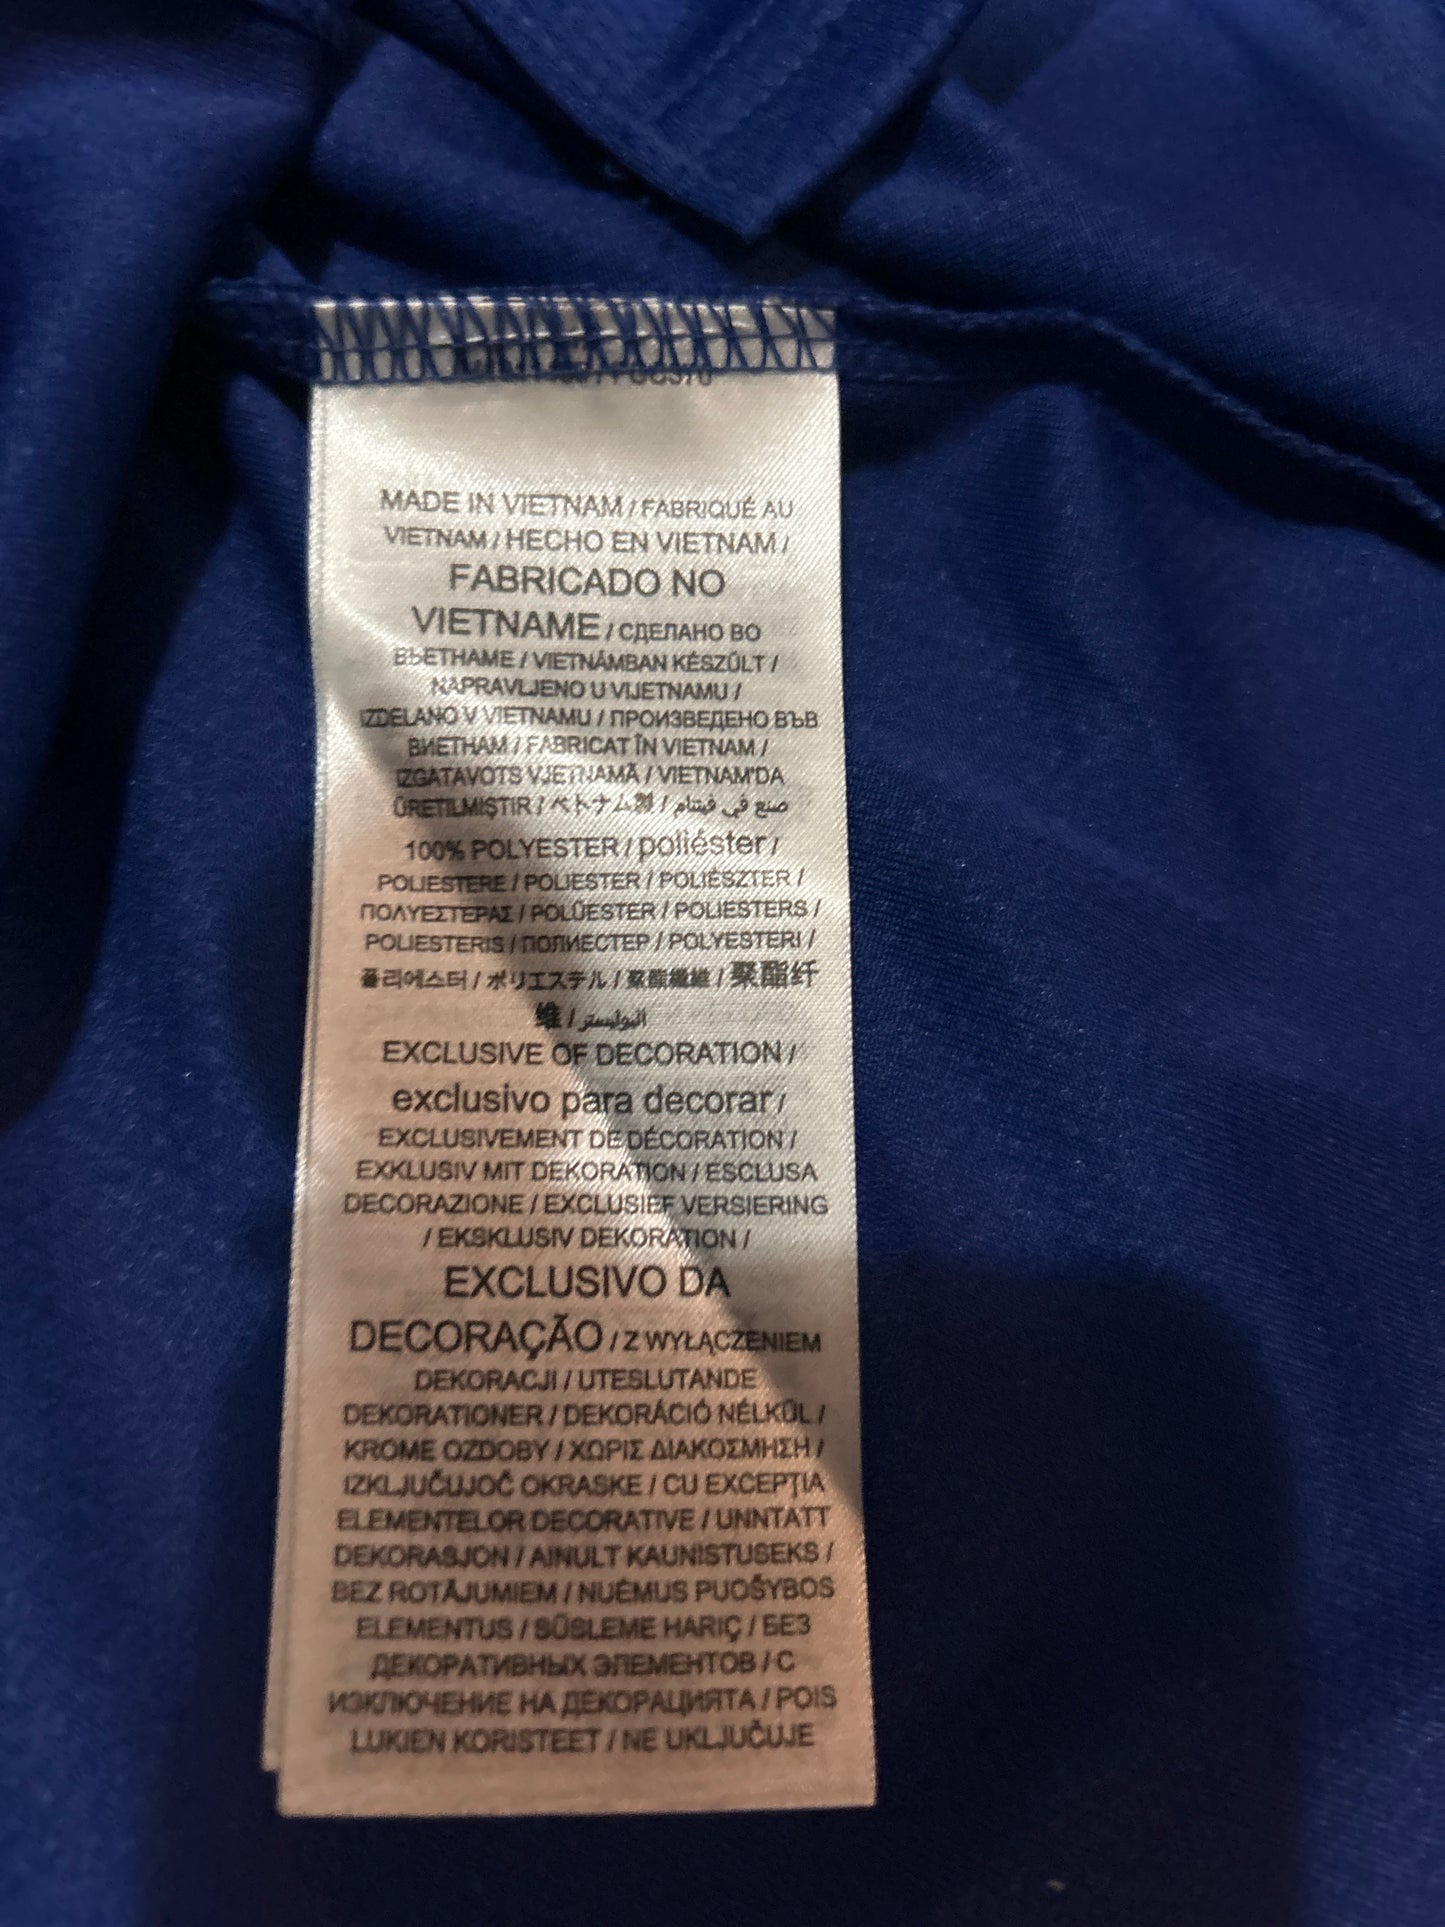 MADE IN VIETNAM / FABRIQUÉ AU
VIETNAM / HECHO EN VIETNAM /
FABRICADO NO
VIETNAME / СДЕЛАНО ВО
ВЬЕТНАМЕ / VIETNÁMBAN KÉSZÜLT /
NAPRAVLJENO U VIJETNAMU /
IZDELANO V VIETNAMU / ПРОИЗВЕДЕНО ВЪВ
ВИЕТНАМ / FABRICAT ÎN VIETNAM /
IZGATAVOTS VJETNAMĀ / VIETNAM'DA
ÜRETİLMİŞTİR / ベトナム製 / صنع في فيتنام
100% POLYESTER / poliéster /
POLIESTERE / POLIESTER / POLIÉSZTER /
ΠΟΛΥΕΣΤΕΡΑΣ / POLÜESTER / POLIESTERS /
POLIESTERIS / ПОЛИЕСТЕР / POLYESTERI /
폴리에스터 / ポリエステル / 聚酯纖維 / 聚酯纤
维 / البوليستر
EXCLUSIVE OF DECORATION /
exclusivo para decorar /
EXCLUSIVEMENT DE DÉCORATION /
EXKLUSIV MIT DEKORATION / ESCLUSA
DECORAZIONE / EXCLUSIEF VERSIERING
/ EKSKLUSIV DEKORATION /
EXCLUSIVO DA
DECORAÇÃO / Z WYŁĄCZENIEM
DEKORACJI / UTESLUTANDE
DEKORATIONER / DEKORÁCIÓ NÉLKÜL /
KROMĚ OZDOBY / ΧΩΡΙΣ ΔΙΑΚΟΣΜΗΣΗ /
IZKLJUČUJOČ OKRASKE / CU EXCEPȚIA
ELEMENTELOR DECORATIVE / UNNTATT
DEKORASJON / AINULT KAUNISTUSEKS /
BEZ ROTĀJUMIEM / NUĖMUS PUOŠYBOS
ELEMENTUS / SÜSLEME HARİÇ / БЕЗ
ДЕКОРАТИВНЫХ ЭЛЕМЕНТОВ / С
ИЗКЛЮЧЕНИЕ НА ДЕКОРАЦИЯТА / POIS
LUKIEN KORISTEET / NE UKLJUČUJE